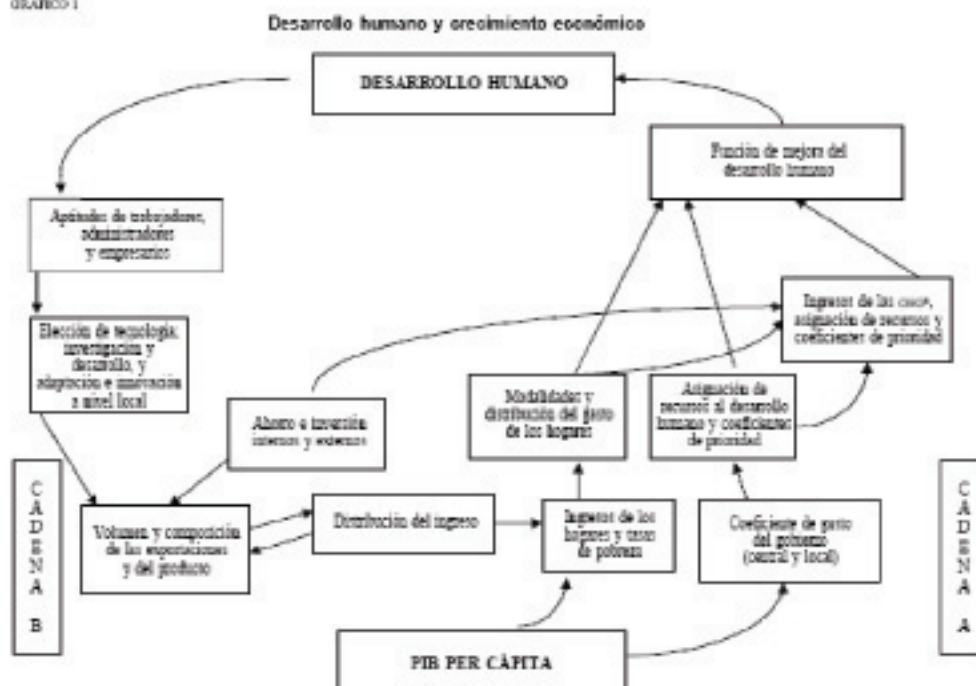 GRÁFICO 1
Desarrollo humano y crecimiento económico
DESARROLLO HUMANO
Función de mejora del
desarrollo humano
Aptitudes de trabajadores,
administradores
y empresarios
Ingresos de las
asignación de recursos y
coeficientes de prioridad
Elección de tecnología:
investigación y
desarrollo, y
adaptación e innovación
a nivel local
Modalidades y
distribución del gasto
de los hogares
Asignación de
recursos al desarrollo
humano y coeficientes
de prioridad
Ahorro e inversión
internos y externos
CADENA B
Volumen y composición
de las exportaciones
y del producto
Distribución del ingreso
Ingresos de los
hogares y tasas
de pobreza
Coeficiente de gasto
del gobierno
(central y local)
CADENA A
PIB PER CÁPITA